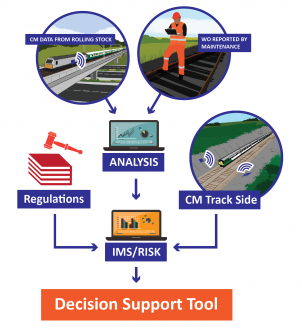 CM DATA FROM ROLLING STOCK
WO REPORTED BY
MAINTENANCE
ANALYSIS
Regulations
CM Track Side
IMS/RISK
Decision Support Tool